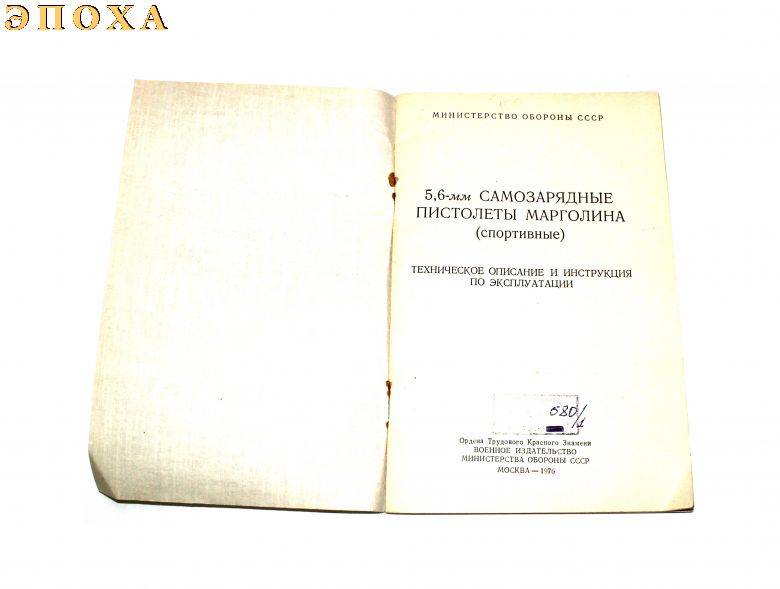 ЭПОХА
МИНИСТЕРСТВО ОБОРОНЫ СССР
5,6-мм САМОЗАРЯДНЫЕ
ПИСТОЛЕТЫ МАРГОЛИНА
(спортивные)
ТЕХНИЧЕСКОЕ ОПИСАНИЕ И ИНСТРУКЦИЯ
ПО ЭКСПЛУАТАЦИИ
580/1
Ордена Трудового Красного Знамени
ВОЕННОЕ ИЗДАТЕЛЬСТВО
МИНИСТЕРСТВА ОБОРОНЫ СССР
МОСКВА — 1976